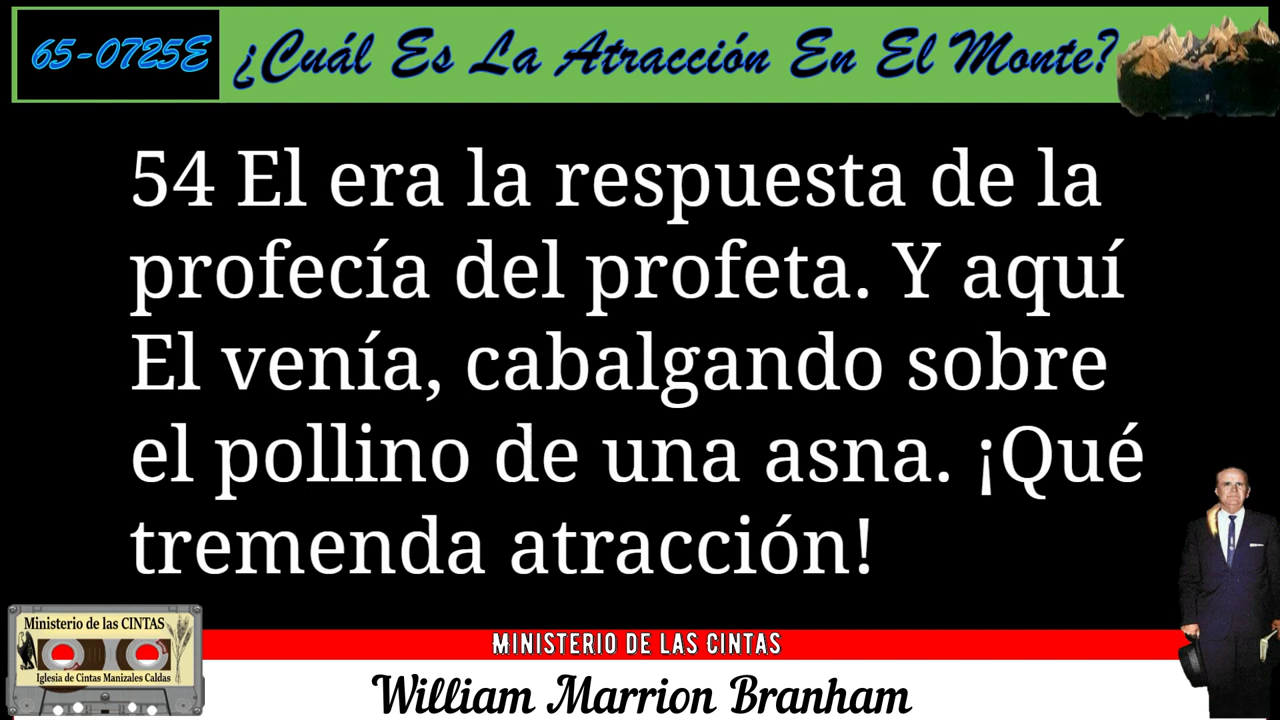 65-0725E ¿Cuál Es La Atracción En El Monte?
54 El era la respuesta de la
profecía del profeta. Y aquí
El venía, cabalgando sobre
el pollino de una asna. ¡Qué
tremenda atracción!
Ministerio de las CINTAS
Iglesia de Cintas Manizales Caldas
MINISTERIO DE LAS CINTAS
William Marrion Branham